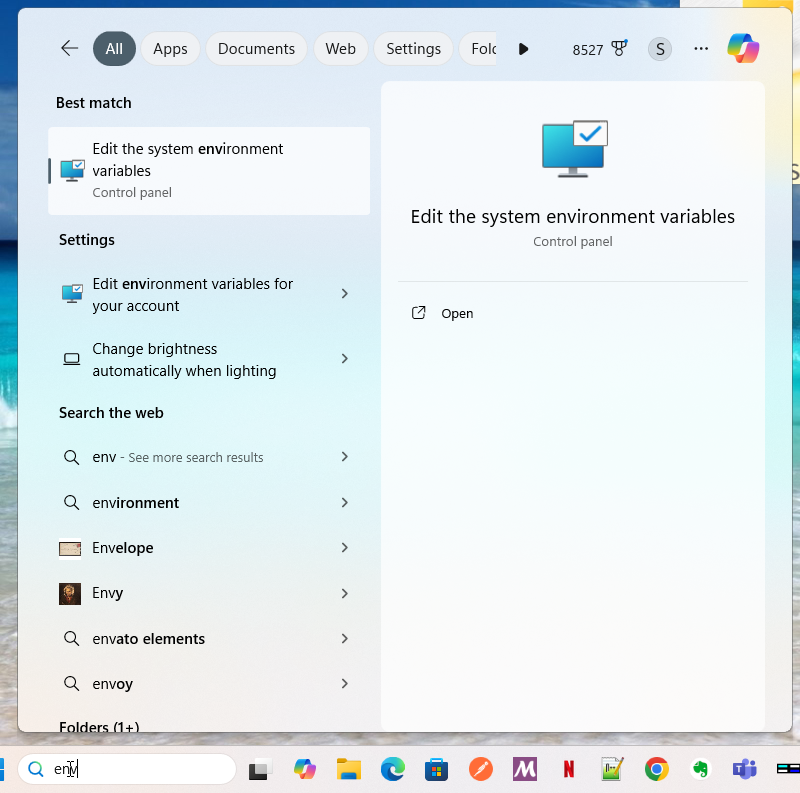 All Apps Documents Web Settings Fol 8527 S
Best match
Edit the system environment
variables
Control panel
Settings
Edit environment variables for
your account
Change brightness
automatically when lighting
Search the web
env - See more search results
environment
Envelope
Envy
envato elements
envoy
Folders (1+)
Edit the system environment variables
Control panel
Open
env